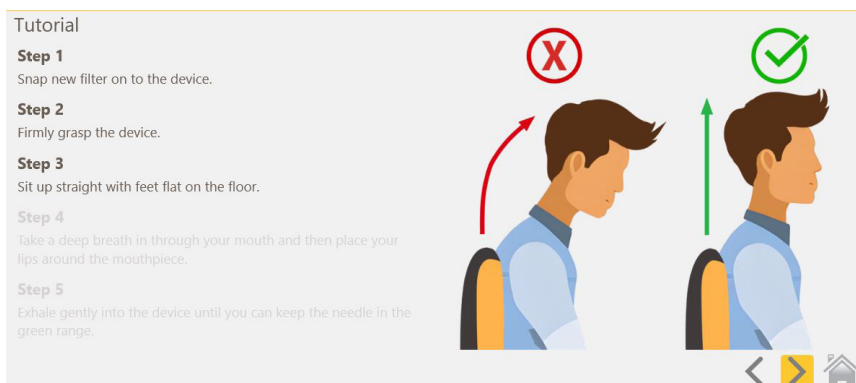 Tutorial
Step 1
Snap new filter on to the device.
Step 2
Firmly grasp the device.
Step 3
Sit up straight with feet flat on the floor.
Step 4
Take a deep breath in through your mouth and then place your
lips around the mouthpiece.
Step 5
Exhale gently into the device until you can keep the needle in the
green range.
X